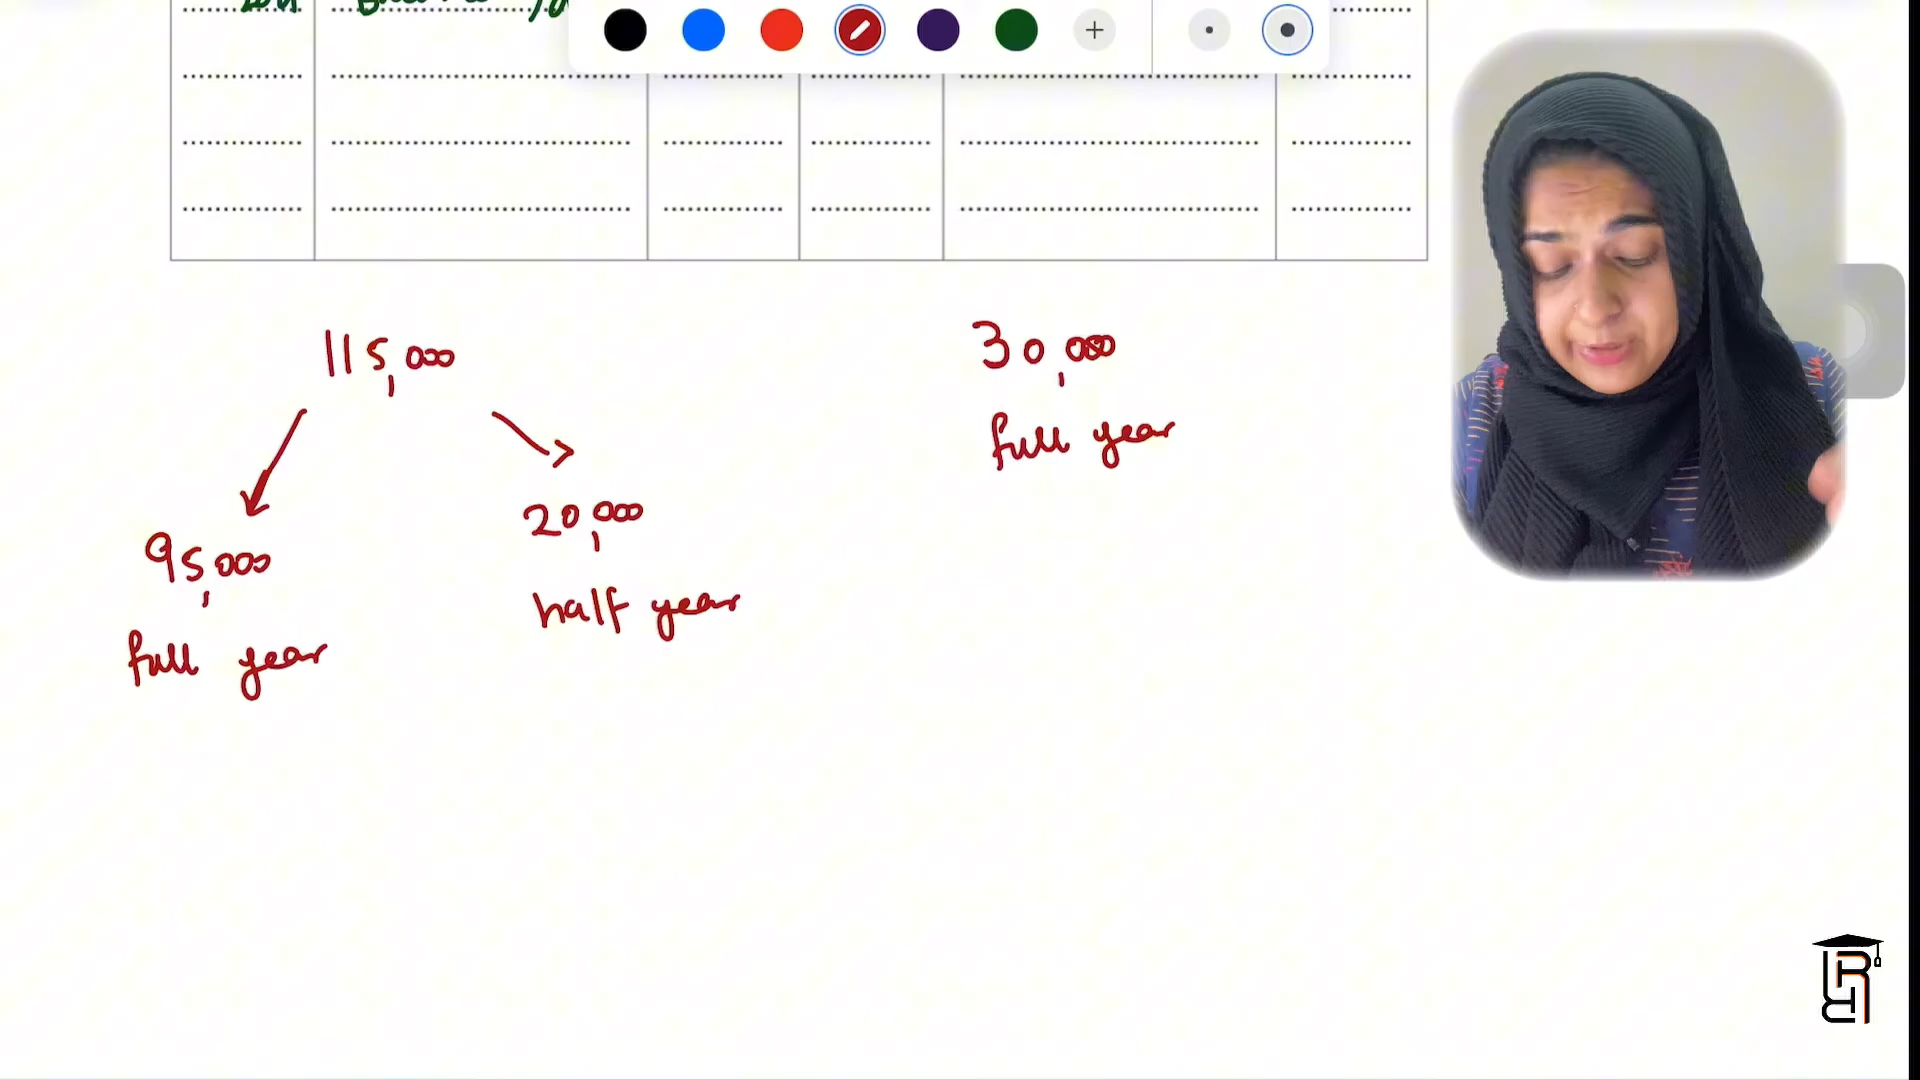 115,000
30,000
full year
20,000
95,000
half year
full year